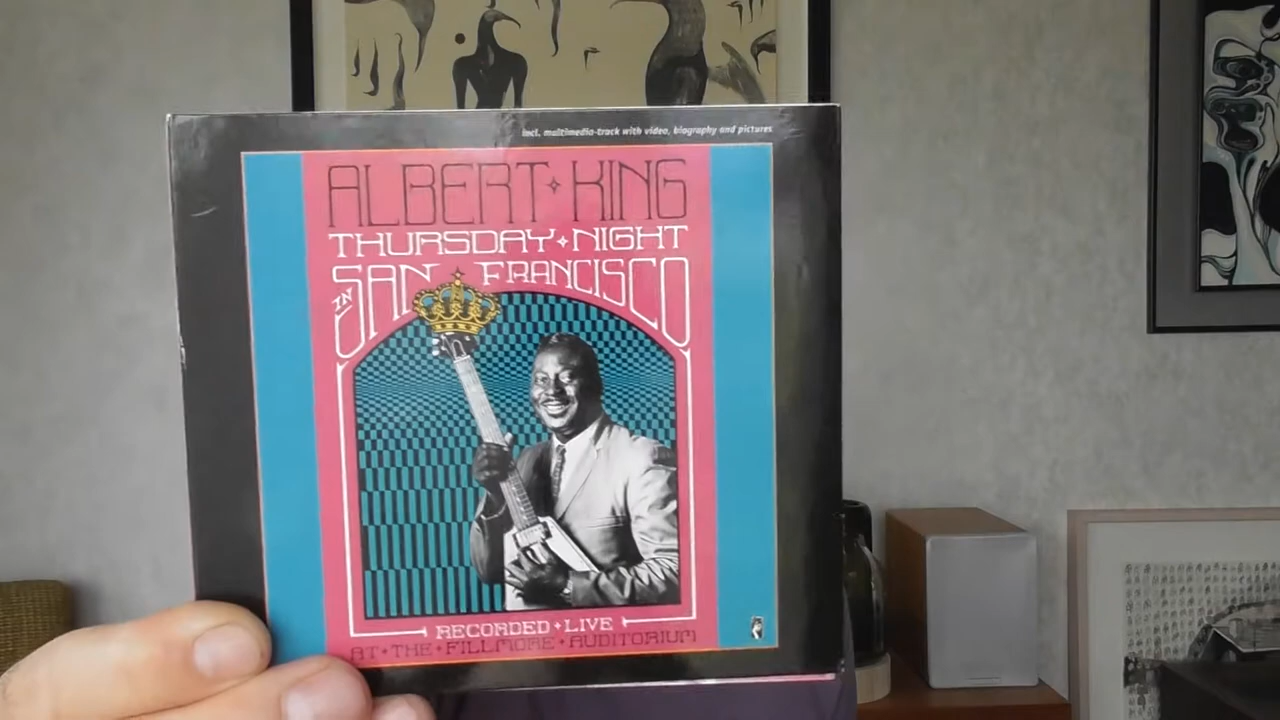 incl. multimedia-track with video, biography and pictures
ALBERT KING
THURSDAY NIGHT
IN SAN FRANCISCO
RECORDED LIVE
AT THE FILLMORE AUDITORIUM